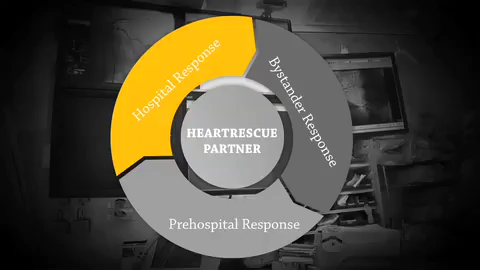 Hospital Response
Bystander Response
HEARTRESCUE
PARTNER
Prehospital Response